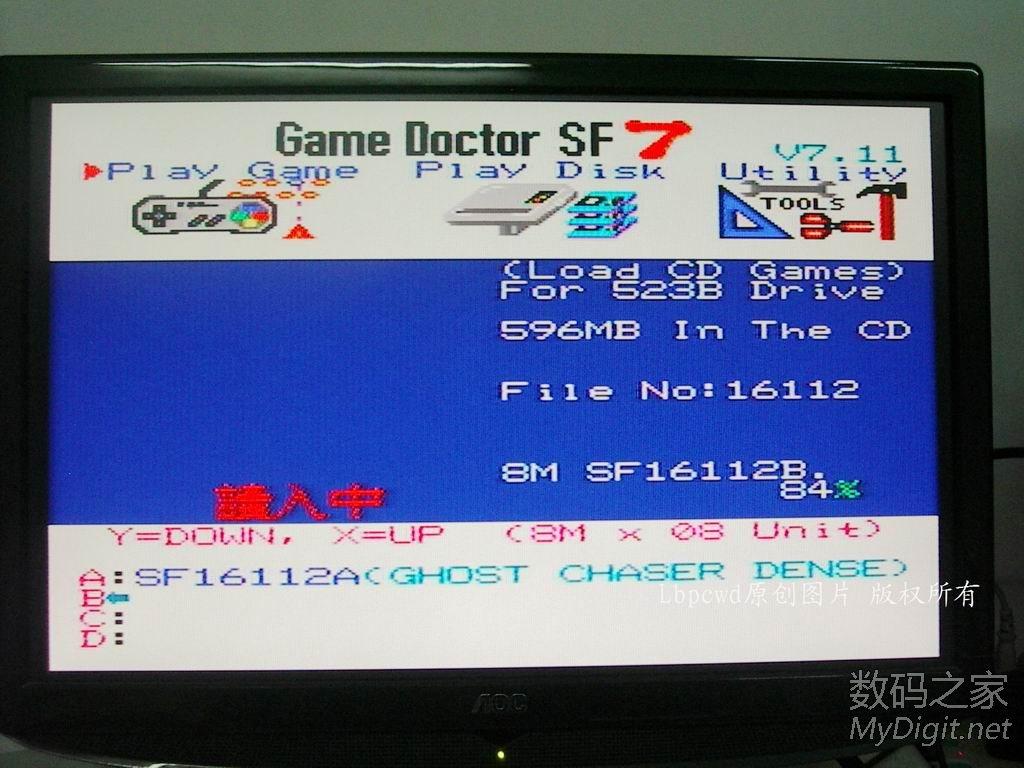 Game Doctor SF 7
V7.11
Play Game Play Disk Utility
TOOLS
(Load CD Games)
For 523B Drive
596MB In The CD
File No:16112
8M SF16112B.
84%
讀入中
Y=DOWN, X=UP (8M x 08 Unit)
A:SF16112A(GHOST CHASER DENSE)
B←
C:
D:
Lbpcwd原创图片 版权所有
AOC
数码之家
MyDigit.net